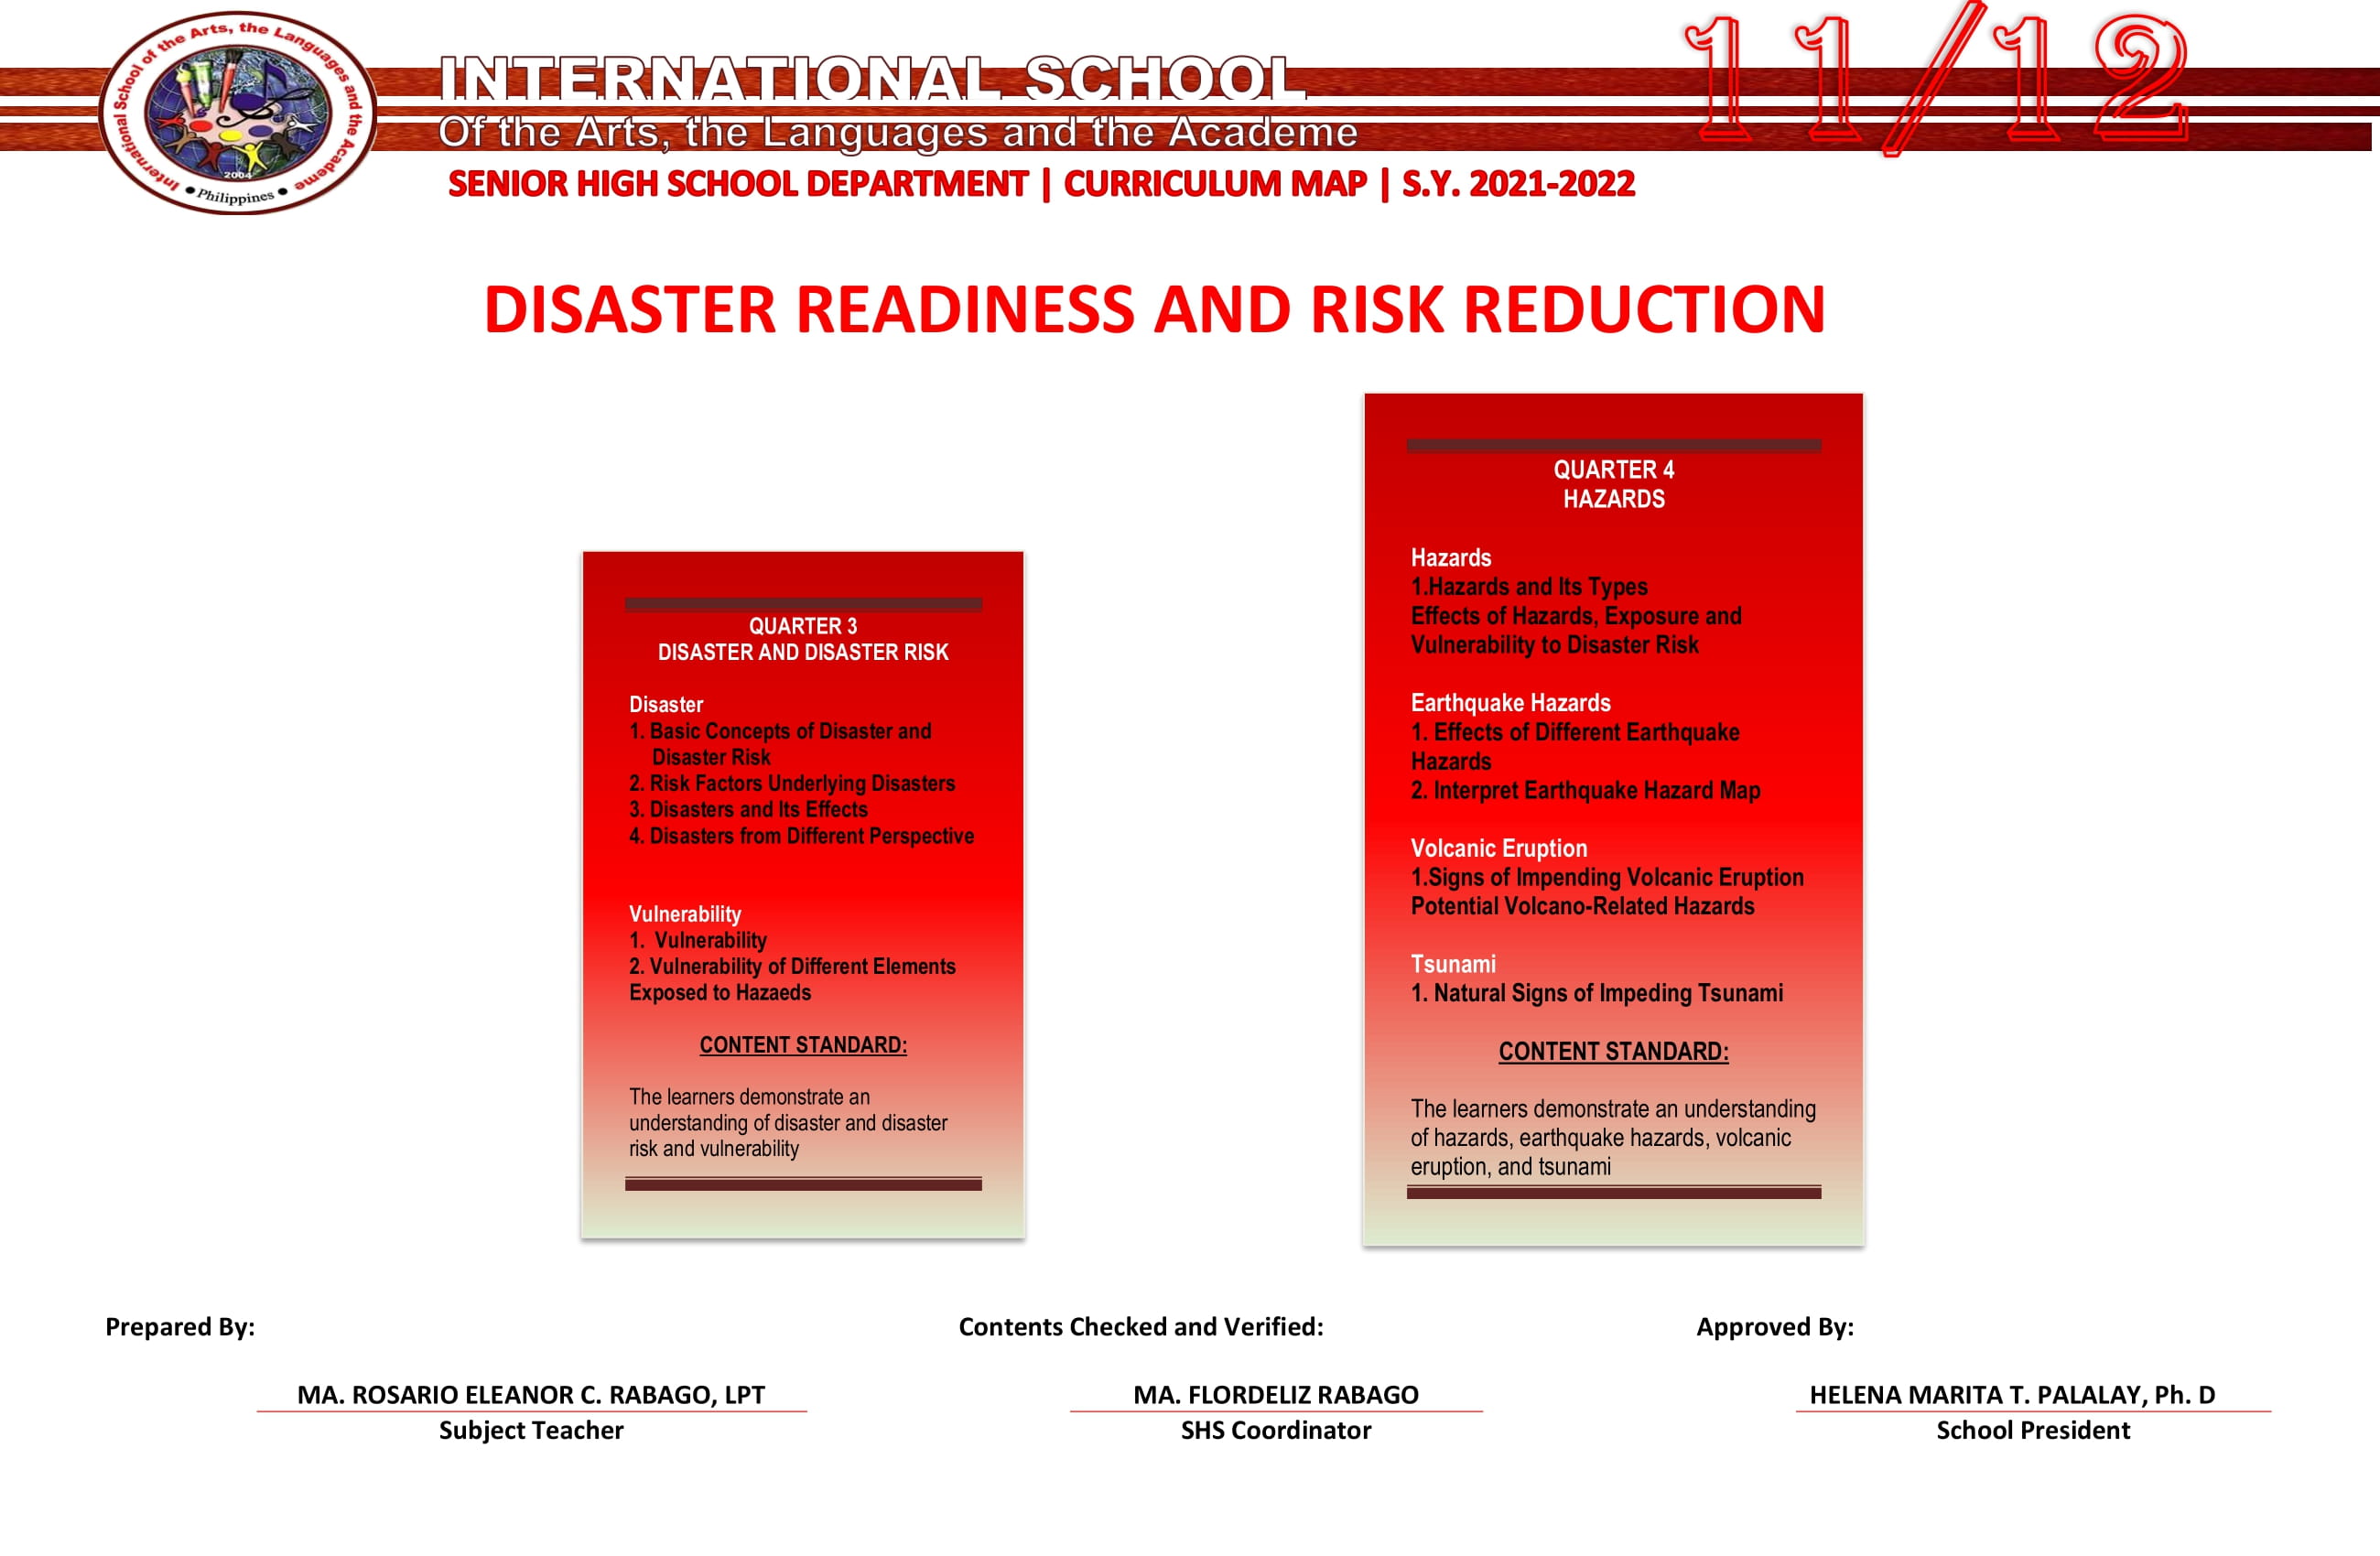 International School of the Arts, the Languages and the Academe
2004
Philippines
INTERNATIONAL SCHOOL
Of the Arts, the Languages and the Academe
11/12
SENIOR HIGH SCHOOL DEPARTMENT | CURRICULUM MAP | S.Y. 2021-2022
DISASTER READINESS AND RISK REDUCTION
QUARTER 3
DISASTER AND DISASTER RISK
Disaster
1. Basic Concepts of Disaster and
Disaster Risk
2. Risk Factors Underlying Disasters
3. Disasters and Its Effects
4. Disasters from Different Perspective
Vulnerability
1. Vulnerability
2. Vulnerability of Different Elements
Exposed to Hazaeds
CONTENT STANDARD:
The learners demonstrate an
understanding of disaster and disaster
risk and vulnerability
QUARTER 4
HAZARDS
Hazards
1.Hazards and Its Types
Effects of Hazards, Exposure and
Vulnerability to Disaster Risk
Earthquake Hazards
1. Effects of Different Earthquake
Hazards
2. Interpret Earthquake Hazard Map
Volcanic Eruption
1.Signs of Impending Volcanic Eruption
Potential Volcano-Related Hazards
Tsunami
1. Natural Signs of Impeding Tsunami
CONTENT STANDARD:
The learners demonstrate an understanding
of hazards, earthquake hazards, volcanic
eruption, and tsunami
Prepared By:
MA. ROSARIO ELEANOR C. RABAGO, LPT
Subject Teacher
Contents Checked and Verified:
MA. FLORDELIZ RABAGO
SHS Coordinator
Approved By:
HELENA MARITA T. PALALAY, Ph. D
School President